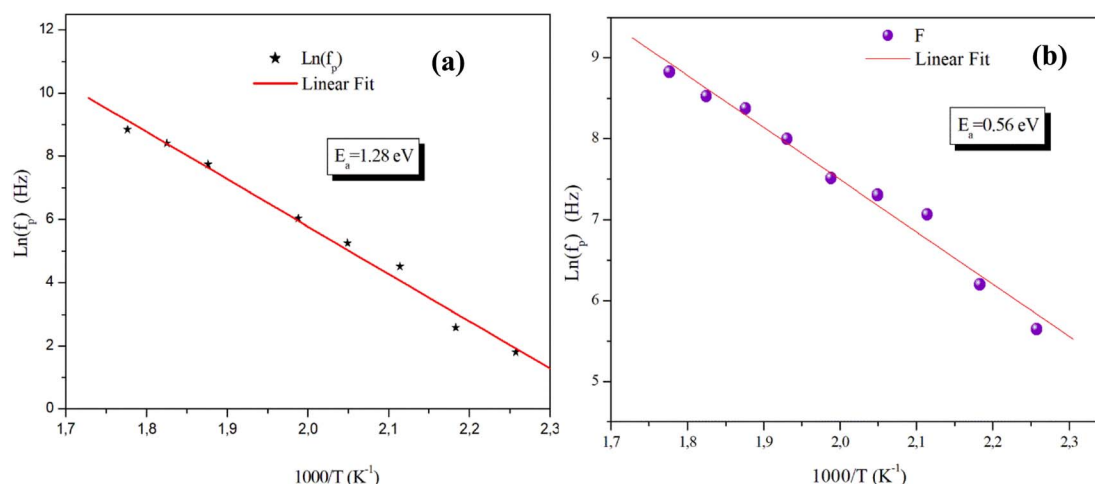 12
10
8
6
4
2
0
Ln(fₚ) (Hz)
Ln(fₚ)
Linear Fit
(a)
Eₐ=1.28 eV
1,7 1,8 1,9 2,0 2,1 2,2 2,3
1000/T (K⁻¹)
9
8
7
6
5
Ln(fₚ) (Hz)
F
Linear Fit
(b)
Eₐ=0.56 eV
1,7 1,8 1,9 2,0 2,1 2,2 2,3
1000/T (K⁻¹)